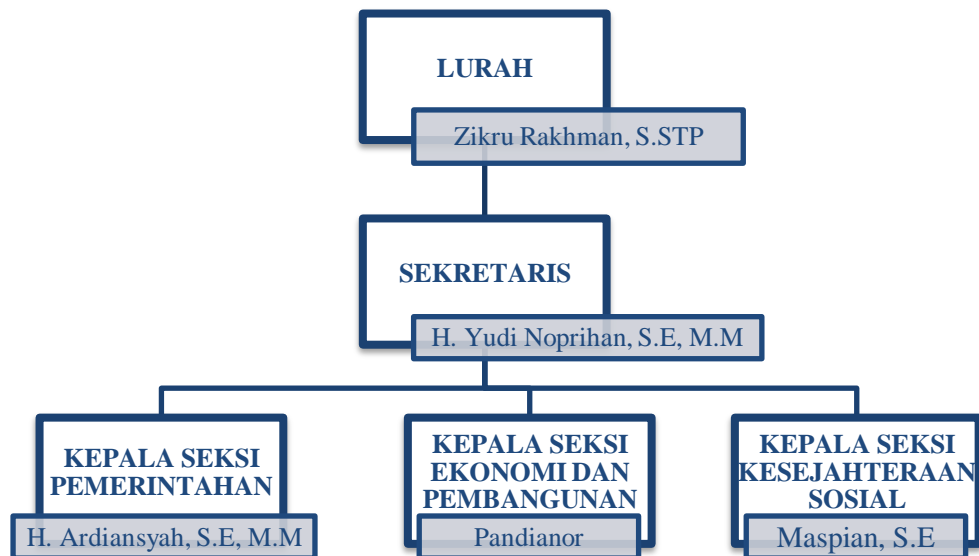 LURAH
Zikru Rakhman, S.STP
SEKRETARIS
H. Yudi Noprihan, S.E, M.M
KEPALA SEKSI
PEMERINTAHAN
H. Ardiansyah, S.E, M.M
KEPALA SEKSI
EKONOMI DAN
PEMBANGUNAN
Pandianor
KEPALA SEKSI
KESEJAHTERAAN
SOSIAL
Maspian, S.E